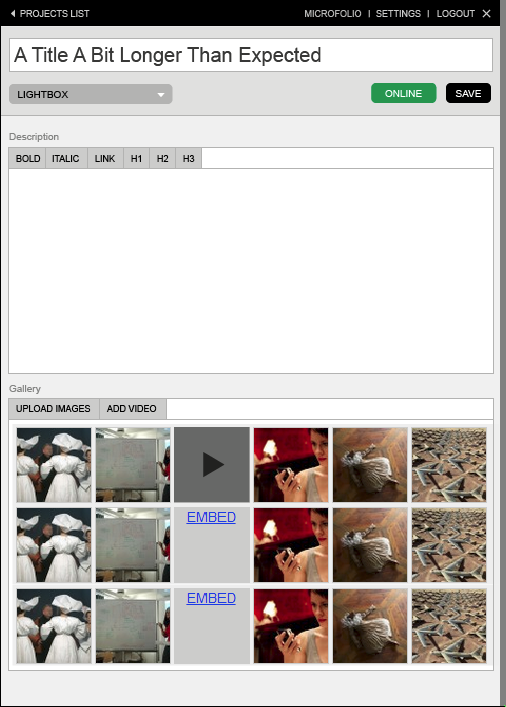 PROJECTS LIST MICROFOLIO | SETTINGS | LOGOUT
A Title A Bit Longer Than Expected
LIGHTBOX ONLINE SAVE
Description
BOLD ITALIC LINK H1 H2 H3
Gallery
UPLOAD IMAGES ADD VIDEO
EMBED
EMBED